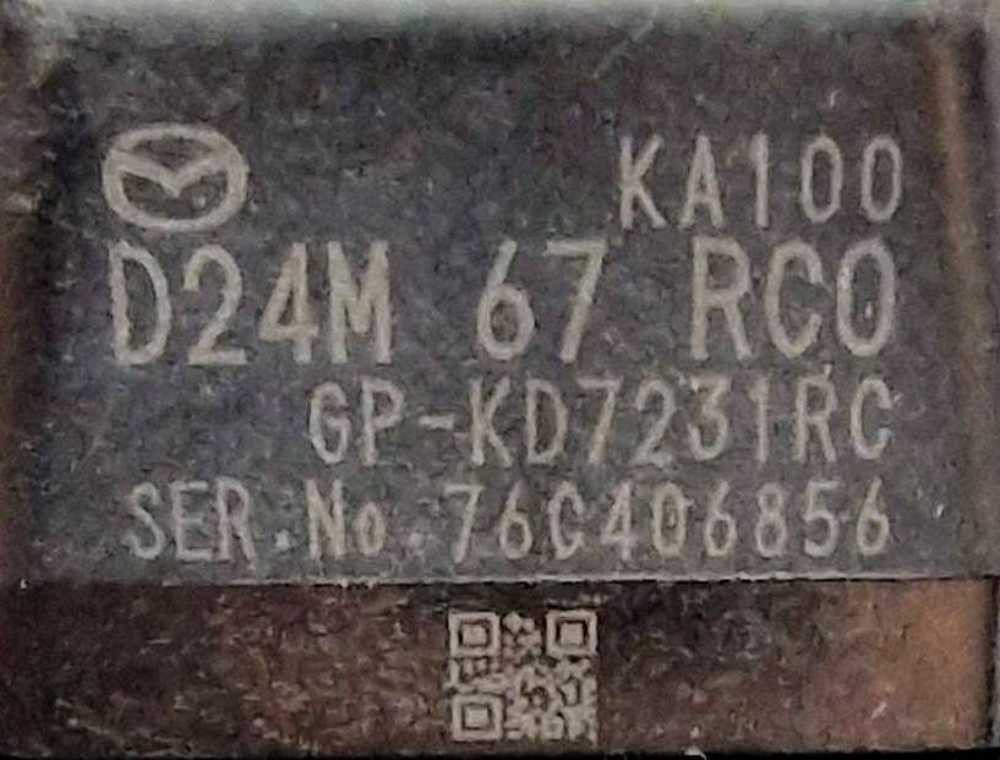 KA100
D24M 67 RC0
GP-KD7231RC
SER.No.76C406856